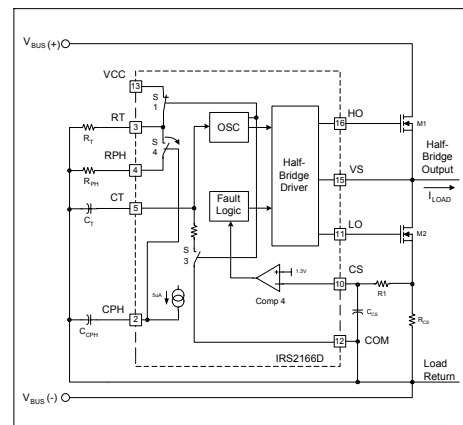 VBUS(+)
VCC
13
S
1
OSC
HO
16
M1
RT
3
RT
S
4
RPH
4
RPH
Half-
Bridge
Driver
VS
15
Half-
Bridge
Output
ILOAD
CT
5
CT
Fault
Logic
LO
11
M2
S
3
1.3V
CS
10
R1
Comp 4
5uA
CCS
RCS
CPH
2
CCPH
12
COM
IRS2166D
Load
Return
VBUS(-)